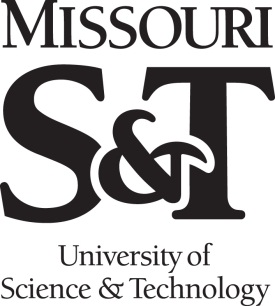 MISSOURI
S&T
University of
Science & Technology